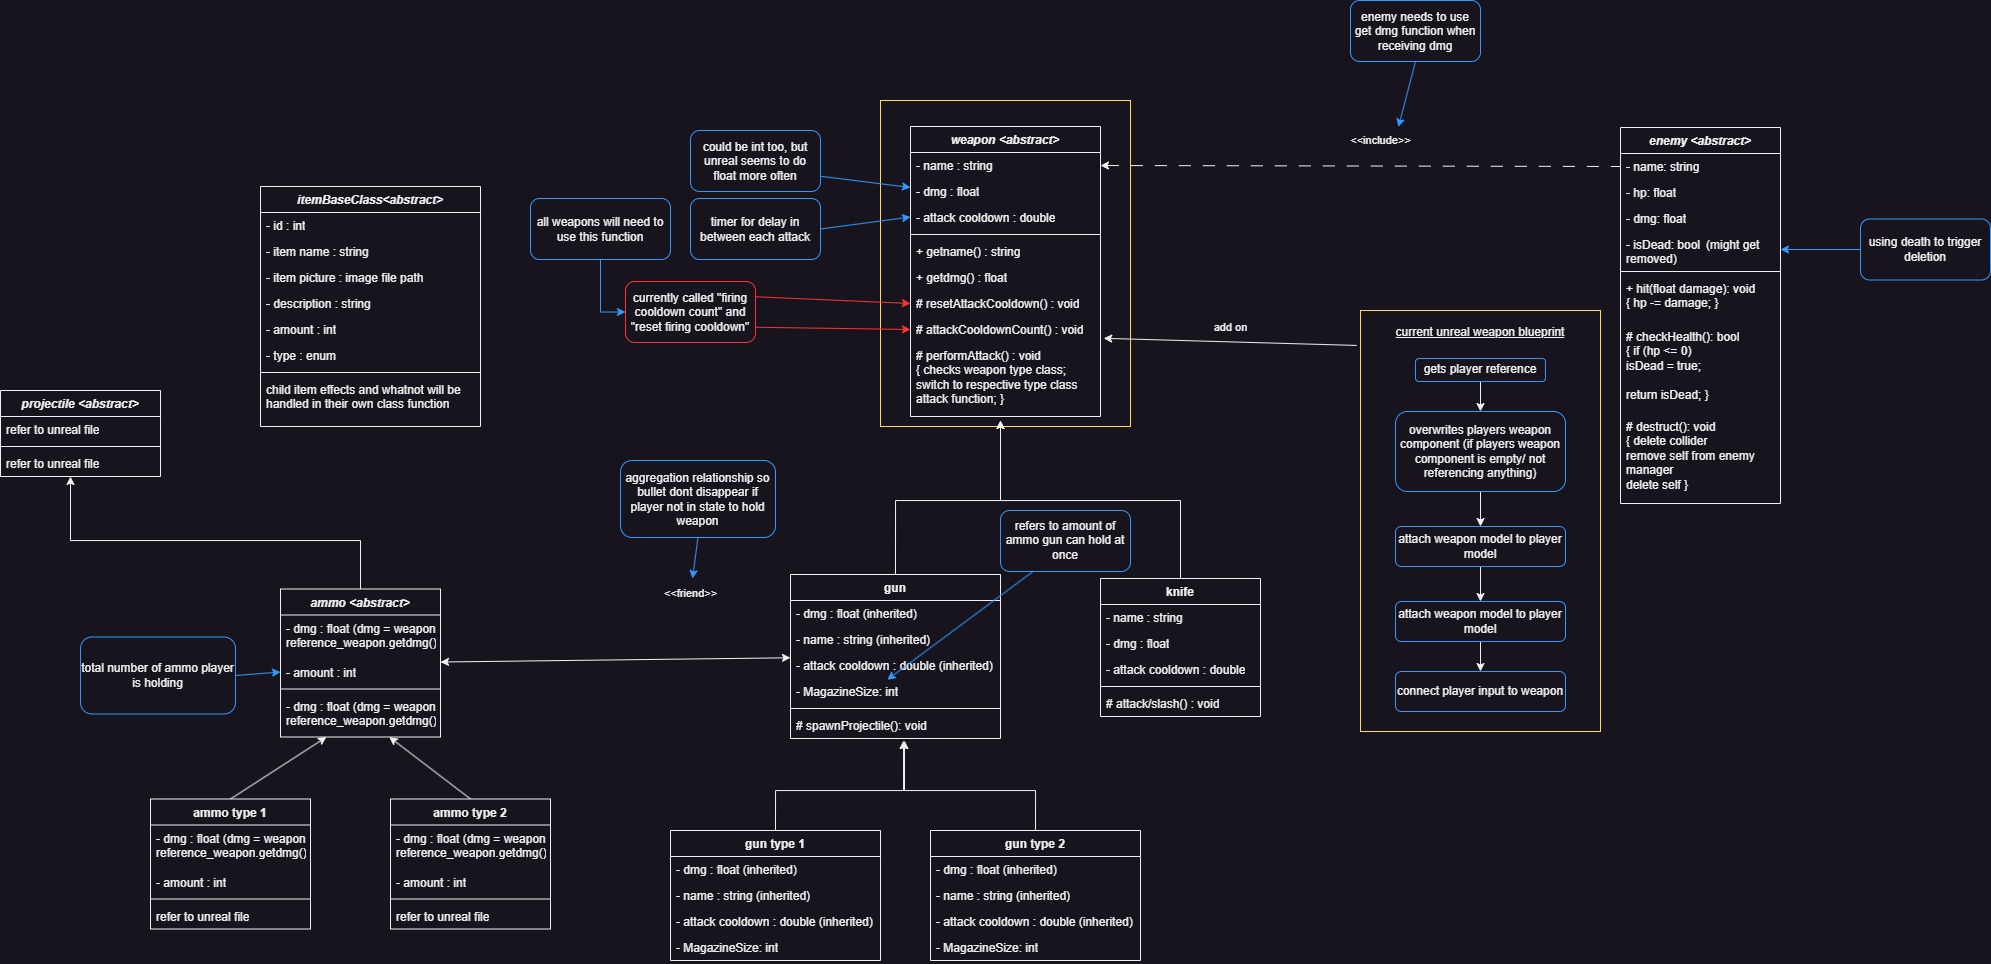 enemy needs to use
get dmg function when
receiving dmg
<<include>>
weapon <abstract>
- name : string
- dmg : float
- attack cooldown : double
+ getname() : string
+ getdmg() : float
# resetAttackCooldown() : void
# attackCooldownCount() : void
# performAttack() : void
{ checks weapon type class;
switch to respective type class
attack function; }
could be int too, but
unreal seems to do
float more often
timer for delay in
between each attack
all weapons will need to
use this function
currently called "firing
cooldown count" and
"reset firing cooldown"
enemy <abstract>
- name: string
- hp: float
- dmg: float
- isDead: bool  (might get
removed)
+ hit(float damage): void
{ hp -= damage; }
# checkHealth(): bool
{ if (hp <= 0)
isDead = true;
return isDead; }
# destruct(): void
{ delete collider
remove self from enemy
manager
delete self }
using death to trigger
deletion
itemBaseClass<abstract>
- id : int
- item name : string
- item picture : image file path
- description : string
- amount : int
- type : enum
child item effects and whatnot will be
handled in their own class function
add on
current unreal weapon blueprint
gets player reference
overwrites players weapon
component (if players weapon
component is empty/ not
referencing anything)
attach weapon model to player
model
attach weapon model to player
model
connect player input to weapon
projectile <abstract>
refer to unreal file
refer to unreal file
aggregation relationship so
bullet dont disappear if
player not in state to hold
weapon
<<friend>>
refers to amount of
ammo gun can hold at
once
gun
- dmg : float (inherited)
- name : string (inherited)
- attack cooldown : double (inherited)
- MagazineSize: int
# spawnProjectile(): void
knife
- name : string
- dmg : float
- attack cooldown : double
# attack/slash() : void
ammo <abstract>
- dmg : float (dmg = weapon
reference_weapon.getdmg()
- amount : int
- dmg : float (dmg = weapon
reference_weapon.getdmg()
total number of ammo player
is holding
ammo type 1
- dmg : float (dmg = weapon
reference_weapon.getdmg()
- amount : int
refer to unreal file
ammo type 2
- dmg : float (dmg = weapon
reference_weapon.getdmg()
- amount : int
refer to unreal file
gun type 1
- dmg : float (inherited)
- name : string (inherited)
- attack cooldown : double (inherited)
- MagazineSize: int
gun type 2
- dmg : float (inherited)
- name : string (inherited)
- attack cooldown : double (inherited)
- MagazineSize: int